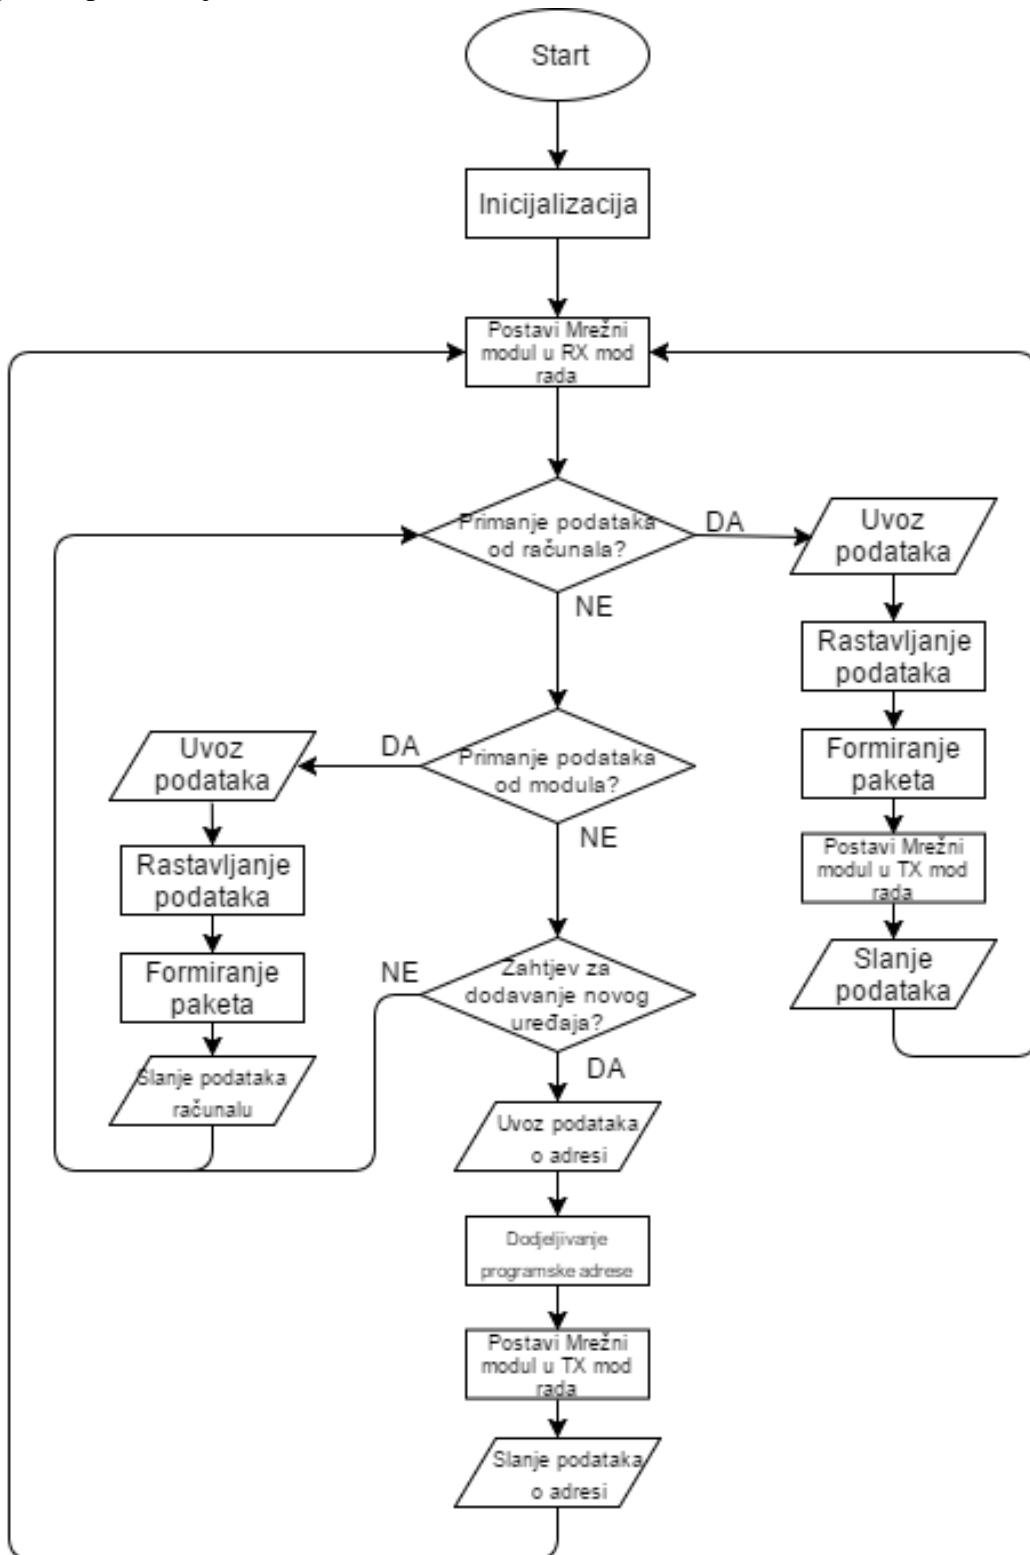 Start
Inicijalizacija
Postavi Mrežni
modul u RX mod
rada
Primanje podataka
od računala?
DA
Uvoz
podataka
NE
Rastavljanje
podataka
Formiranje
paketa
Postavi Mrežni
modul u TX mod
rada
Slanje
podataka
Primanje podataka
od modula?
DA
Uvoz
podataka
NE
Rastavljanje
podataka
Formiranje
paketa
Slanje podataka
računalu
Zahtjev za
dodavanje novog
uređaja?
NE
DA
Uvoz podataka
o adresi
Dodjeljivanje
programske adrese
Postavi Mrežni
modul u TX mod
rada
Slanje podataka
o adresi